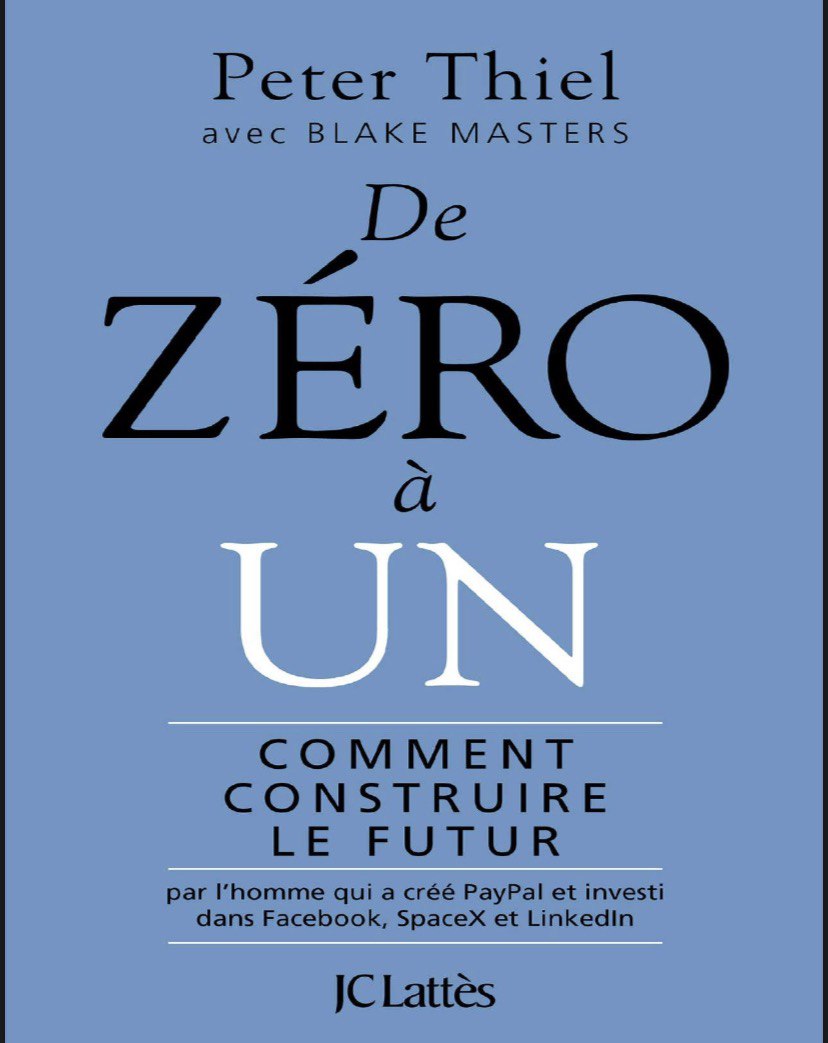 Peter Thiel
avec BLAKE MASTERS
De
ZÉRO
à
UN
COMMENT
CONSTRUIRE
LE FUTUR
par l'homme qui a créé PayPal et investi
dans Facebook, SpaceX et LinkedIn
JC Lattès